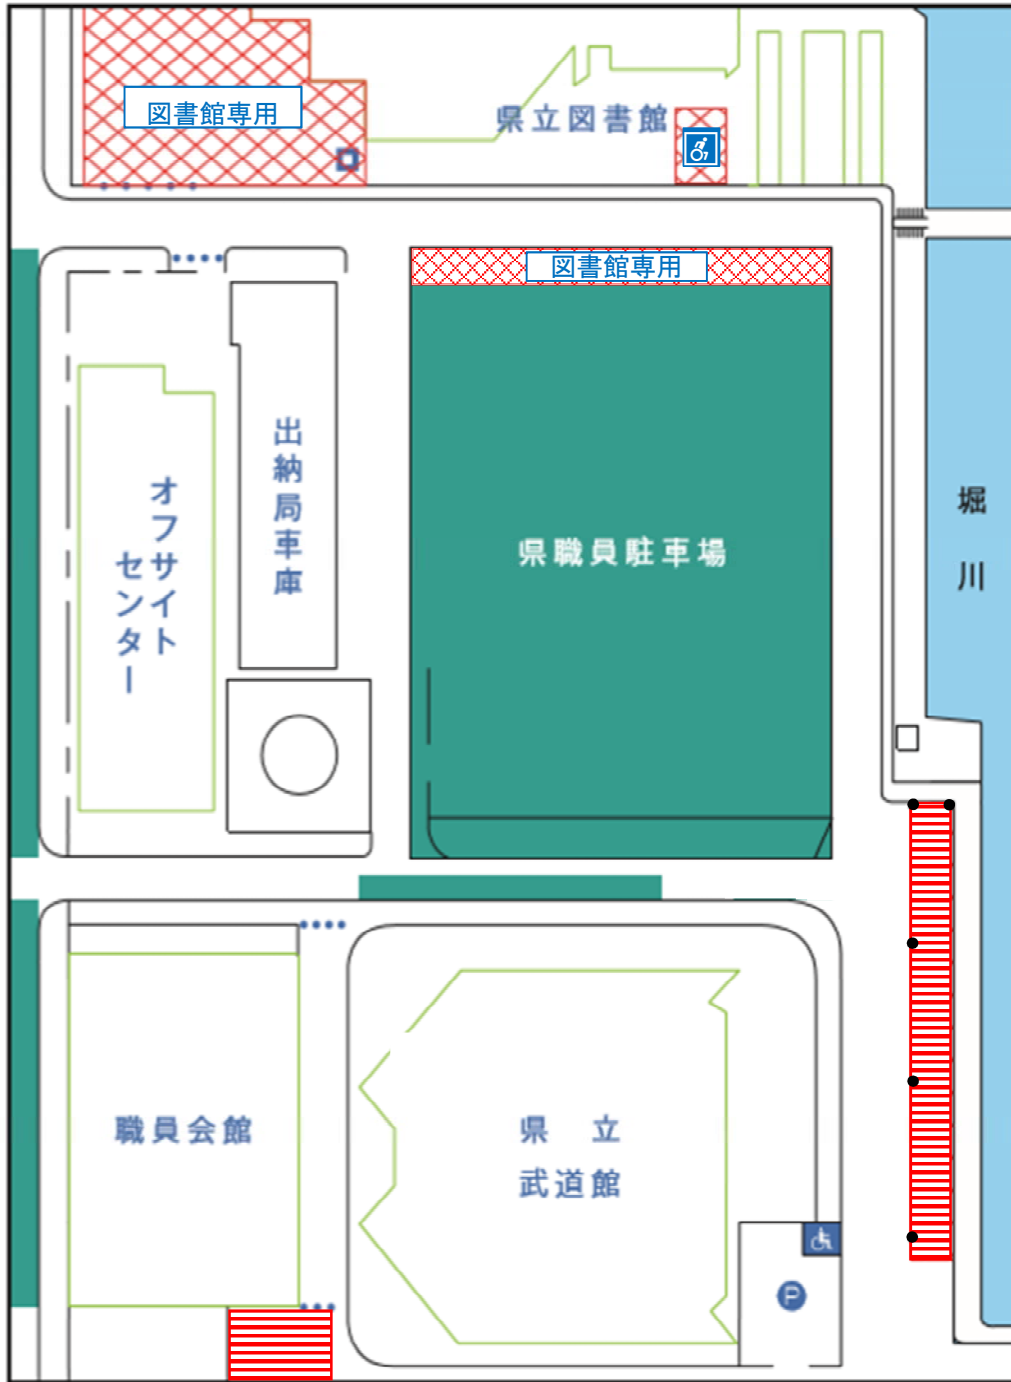 図書館専用
県立図書館
図書館専用
出納局車庫
オフサイト
センター
県職員駐車場
堀川
職員会館
県立
武道館
P